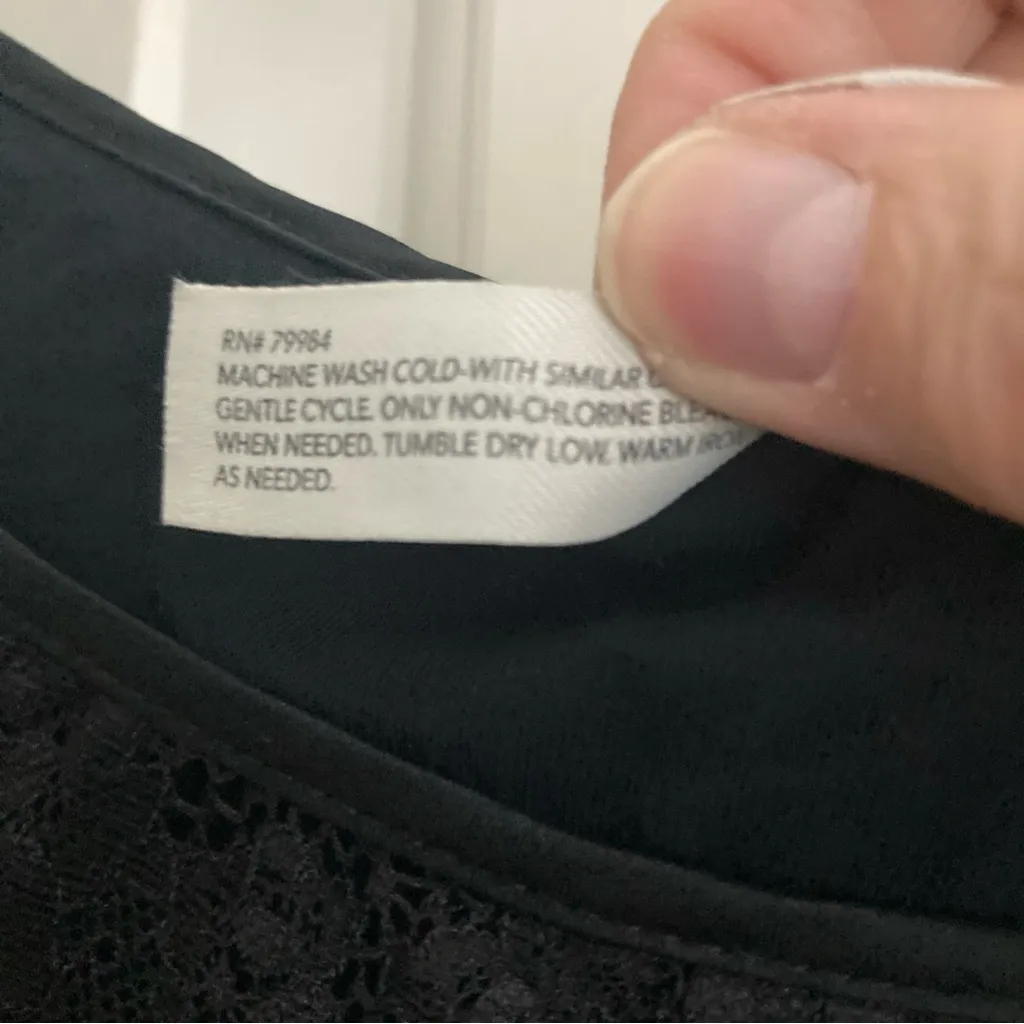 RN# 79984
MACHINE WASH COLD-WITH SIMILAR
GENTLE CYCLE. ONLY NON-CHLORINE
WHEN NEEDED. TUMBLE DRY LOW. WARM
AS NEEDED.